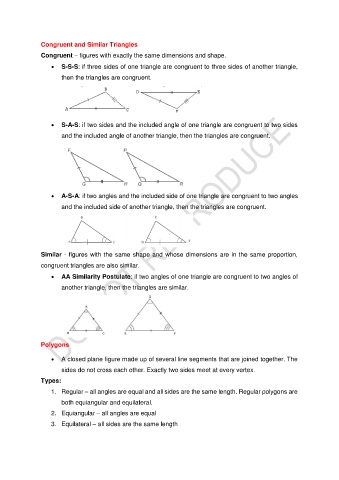 Congruent and Similar Triangles
Congruent – figures with exactly the same dimensions and shape.
• S-S-S: if three sides of one triangle are congruent to three sides of another triangle,
then the triangles are congruent.
B
D E
A C
F
• S-A-S: if two sides and the included angle of one triangle are congruent to two sides
and the included angle of another triangle, then the triangles are congruent.
F P
G H Q R
• A-S-A: if two angles and the included side of one triangle are congruent to two angles
and the included side of another triangle, then the triangles are congruent.
Similar - figures with the same shape and whose dimensions are in the same proportion,
congruent triangles are also similar.
• AA Similarity Postulate: if two angles of one triangle are congruent to two angles of
another triangle, then the triangles are similar.
Polygons
• A closed plane figure made up of several line segments that are joined together. The
sides do not cross each other. Exactly two sides meet at every vertex.
Types:
1. Regular – all angles are equal and all sides are the same length. Regular polygons are
both equiangular and equilateral.
2. Equiangular – all angles are equal
3. Equilateral – all sides are the same length
DO NOT REPRODUCE